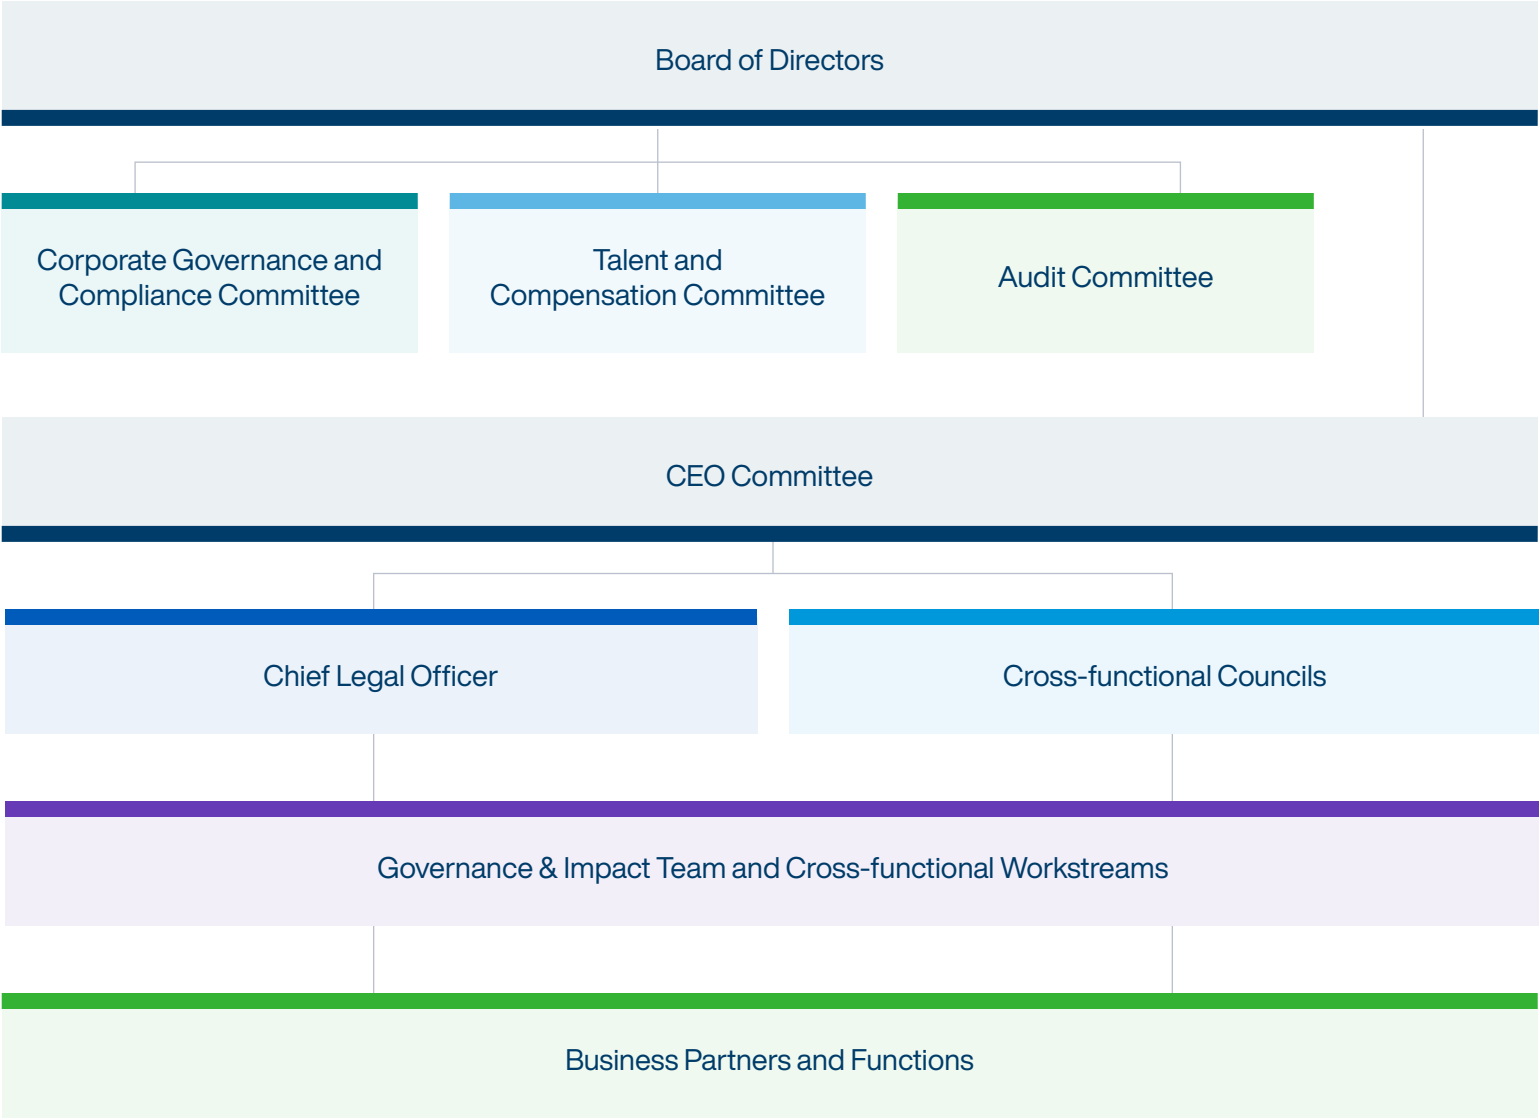 Board of Directors
Corporate Governance and
Compliance Committee
Talent and
Compensation Committee
Audit Committee
CEO Committee
Chief Legal Officer
Cross-functional Councils
Governance & Impact Team and Cross-functional Workstreams
Business Partners and Functions